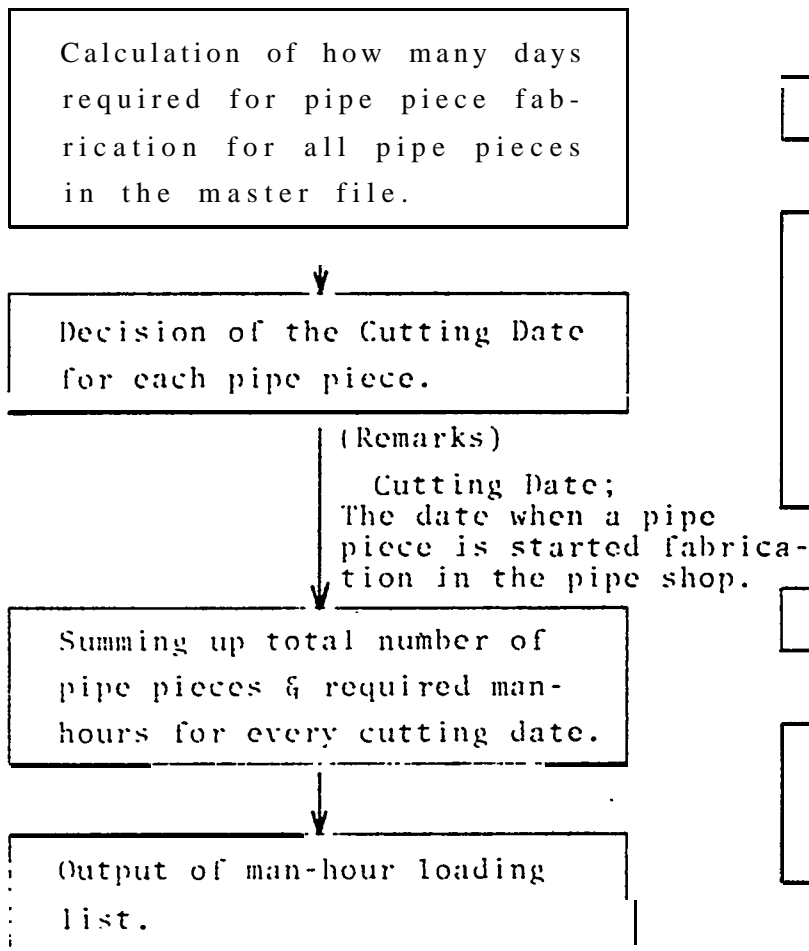 Calculation of how many days
required for pipe piece fab-
rication for all pipe pieces
in the master file.
Decision of the Cutting Date
for each pipe piece.
(Remarks)
Cutting Date;
The date when a pipe
piece is started fabrica-
tion in the pipe shop.
Summing up total number of
pipe pieces & required man-
hours for every cutting date.
Output of man-hour loading
list.